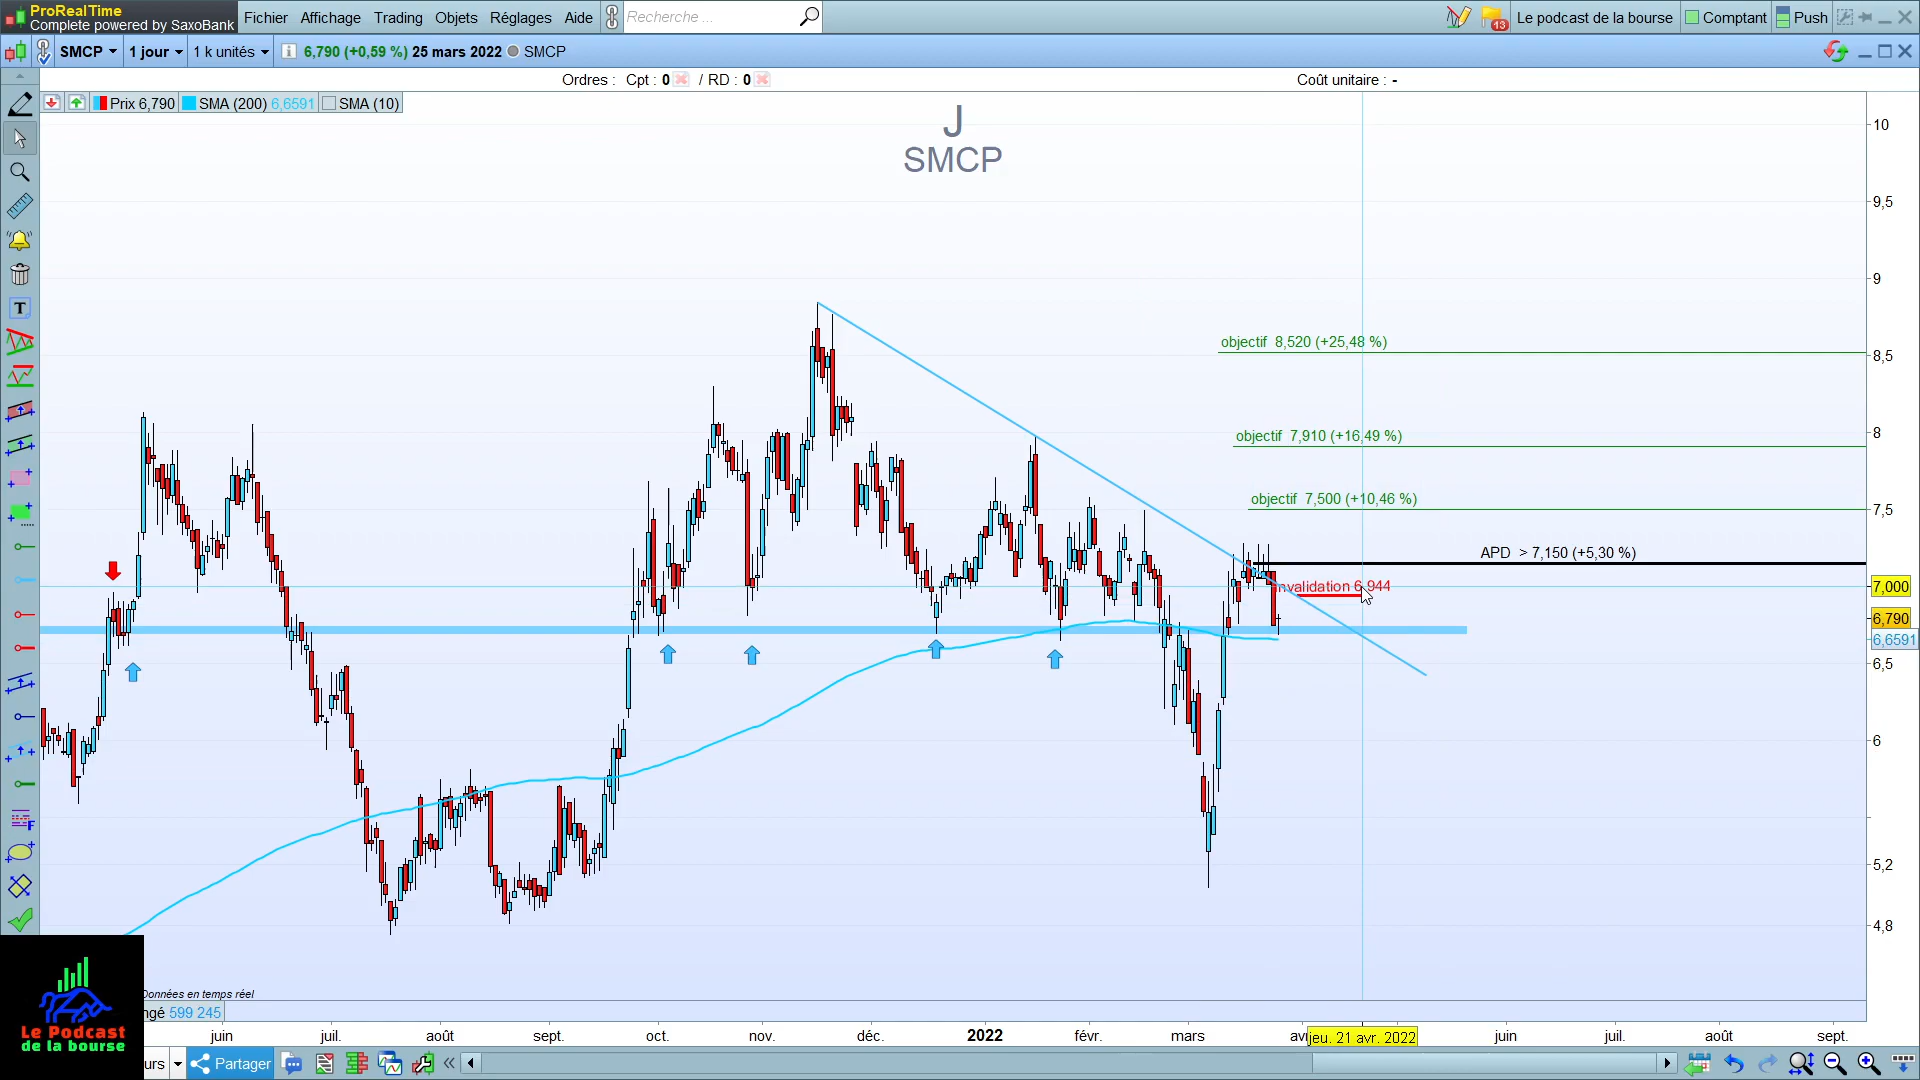 ProRealTime
Complete powered by SaxoBank
Fichier Affichage Trading Objets Réglages Aide
Recherche ...
13 Le podcast de la bourse Comptant Push
SMCP 1 jour 1 k unités i 6,790 (+0,59 %) 25 mars 2022 SMCP
Ordres : Cpt : 0 / RD : 0 Coût unitaire : -
Prix 6,790 SMA (200) 6,6591 SMA (10)
J
SMCP
10
9,5
9
objectif 8,520 (+25,48 %)
8,5
objectif 7,910 (+16,49 %)
8
objectif 7,500 (+10,46 %)
7,5
APD > 7,150 (+5,30 %)
invalidation 6,944
7,000
6,790
6,6591
6,5
6
5,2
4,8
Données en temps réel
ngé 599 245
Le Podcast
de la bourse
juin juil. août sept. oct. nov. déc. 2022 févr. mars avr jeu. 21 avr. 2022 juin juil. août sept.
ours Partager